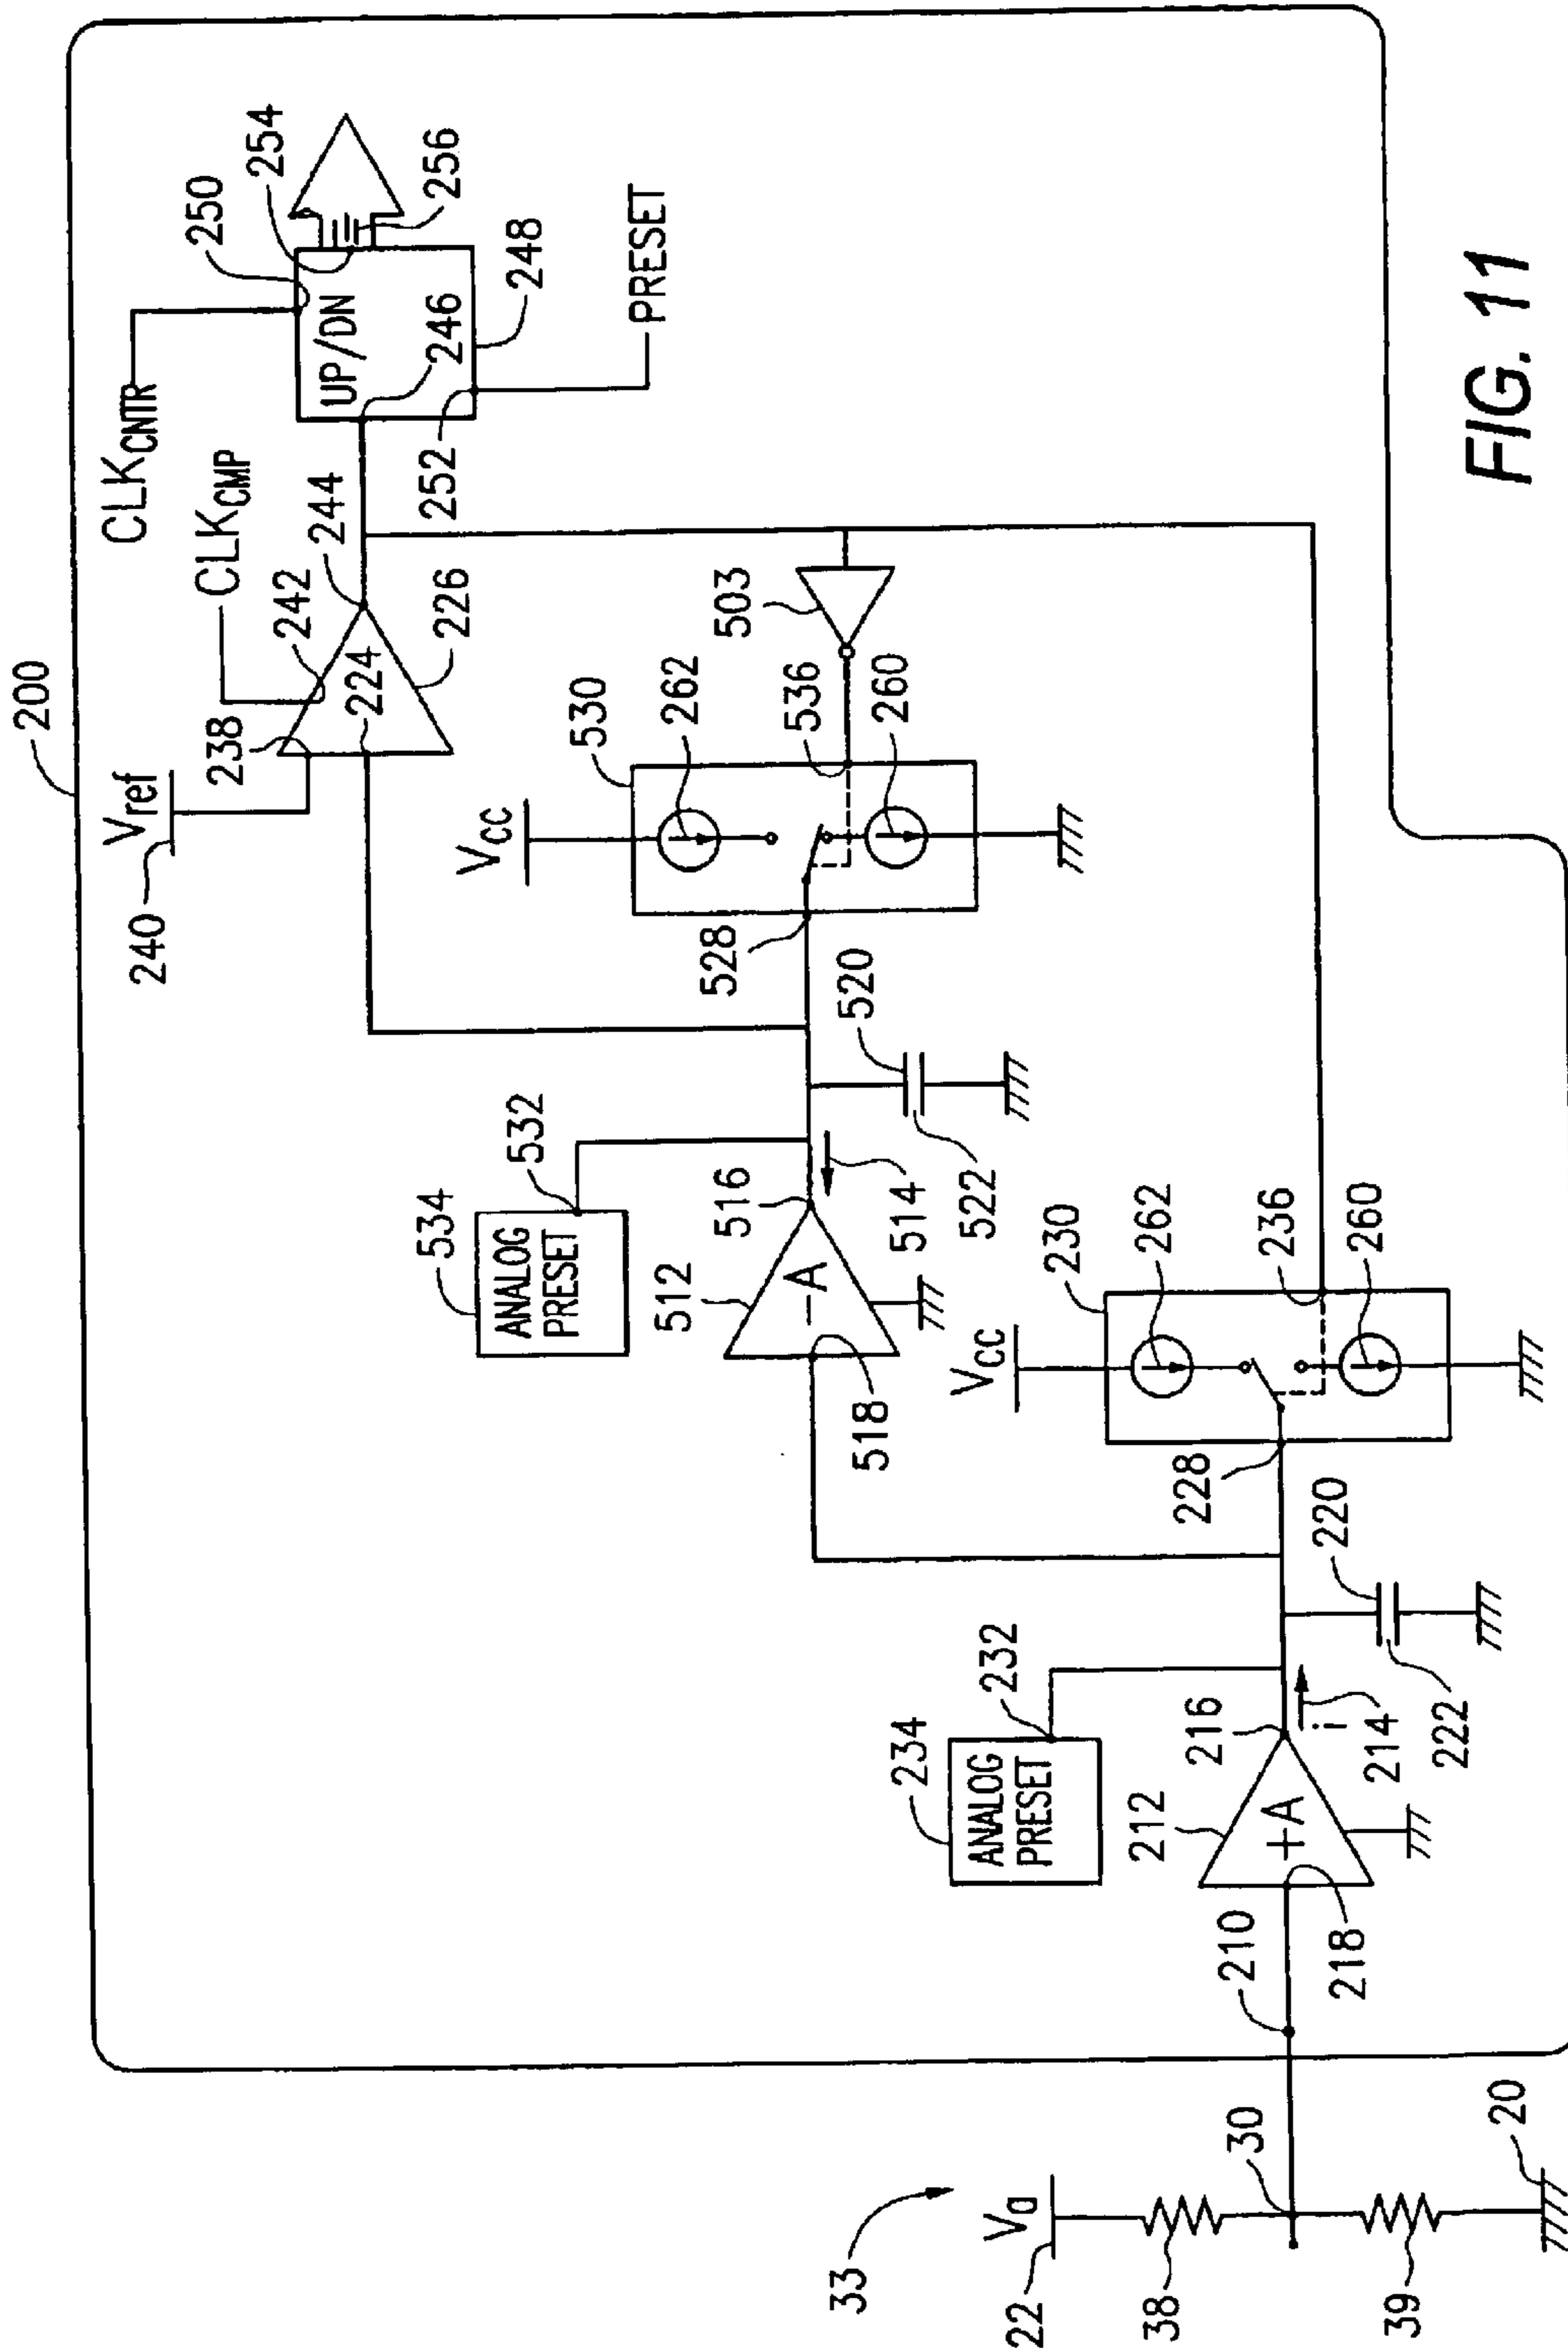 200
Vref
240
238
CLKCMP
242
224
244
226
CLKCNTR
250
254
256
UP/DN
246
248
252
PRESET
534
ANALOG
PRESET
532
512
-A
516
518
514
520
522
VCC
530
262
528
536
260
503
234
ANALOG
PRESET
232
212
+A
216
210
218
i
214
220
222
VCC
230
262
228
236
260
33
Va
22
38
30
39
20
FIG. 11